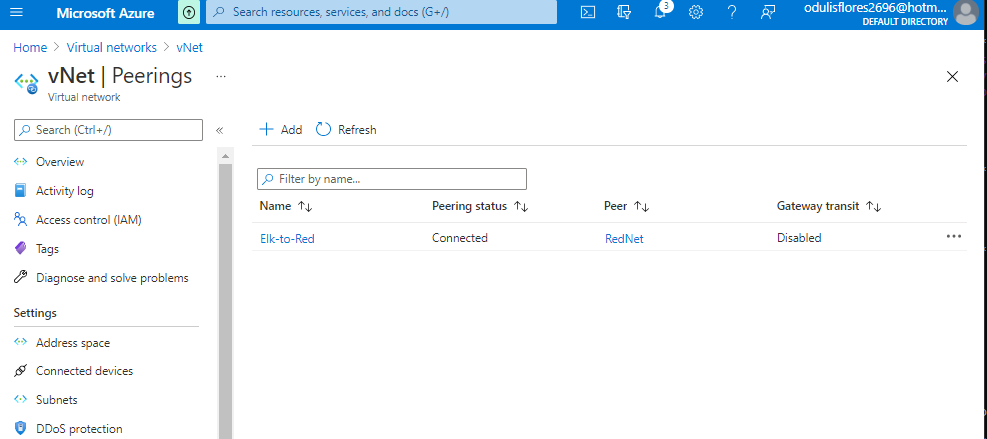 Microsoft Azure
Search resources, services, and docs (G+/)
3
odulisflores2696@hotm...
DEFAULT DIRECTORY
Home > Virtual networks > vNet
vNet | Peerings
...
Virtual network
Search (Ctrl+/)
«
Overview
Activity log
Access control (IAM)
Tags
Diagnose and solve problems
Settings
Address space
Connected devices
Subnets
DDoS protection
+ Add
Refresh
Filter by name...
Name ↑↓ Peering status ↑↓ Peer ↑↓ Gateway transit ↑↓
Elk-to-Red Connected RedNet Disabled ...